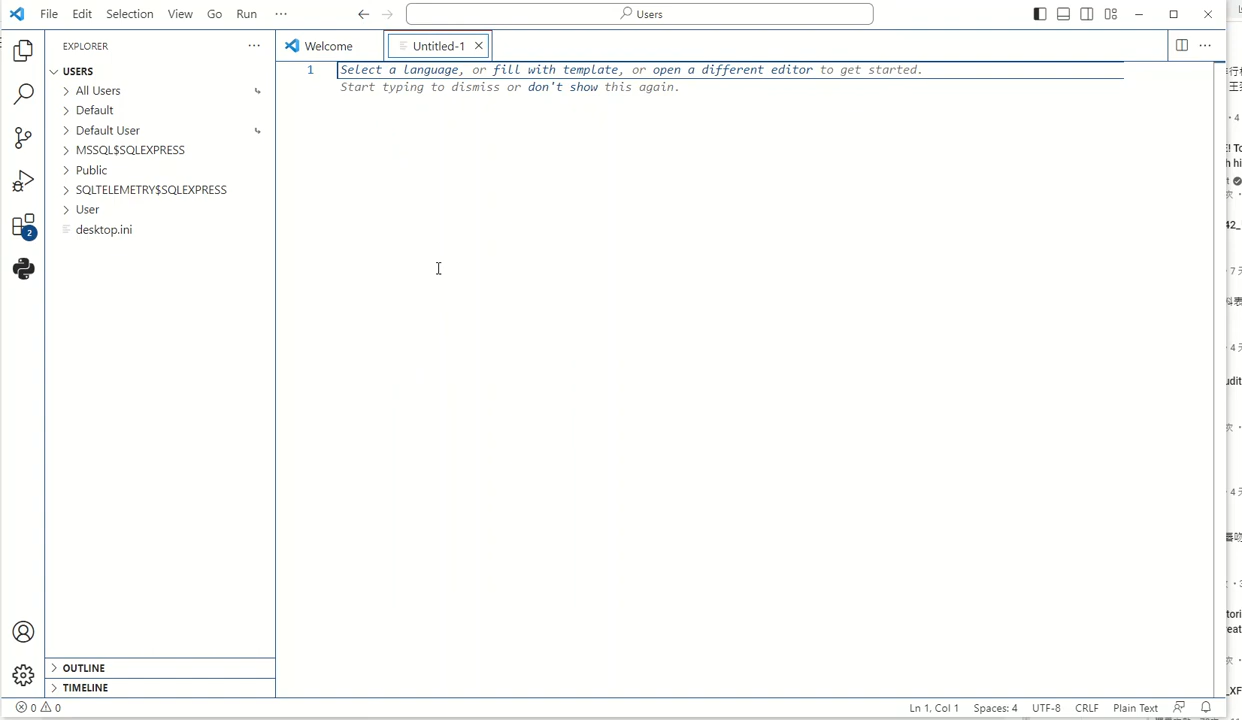 File Edit Selection View Go Run ··· Users
EXPLORER ··· Welcome Untitled-1 ···
USERS
All Users
Default
Default User
MSSQL$SQLEXPRESS
Public
SQLTELEMETRY$SQLEXPRESS
User
desktop.ini
1 Select a language, or fill with template, or open a different editor to get started.
Start typing to dismiss or don't show this again.
2
OUTLINE
TIMELINE
0 0 Ln 1, Col 1 Spaces: 4 UTF-8 CRLF Plain Text